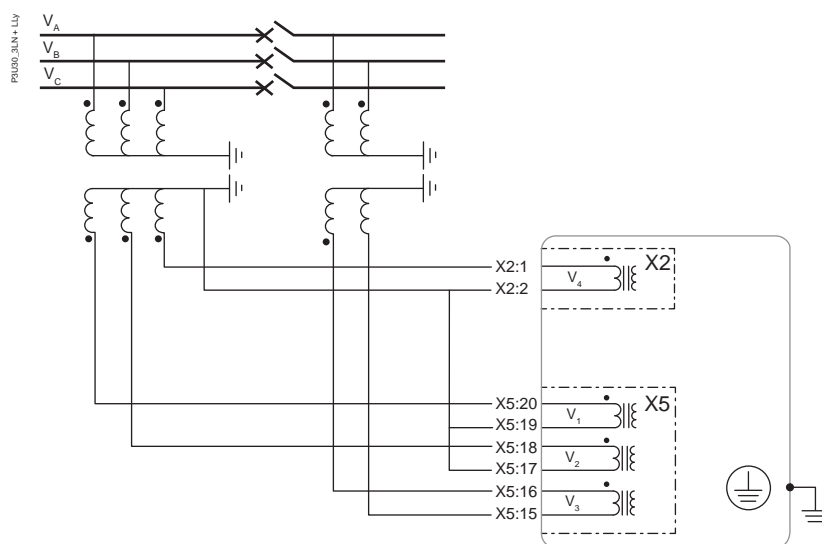 P3U30_3LN + LLy
VA
VB
VC
X2:1
X2:2
V4
X2
X5:20
X5:19
X5:18
X5:17
X5:16
X5:15
V1
V2
V3
X5